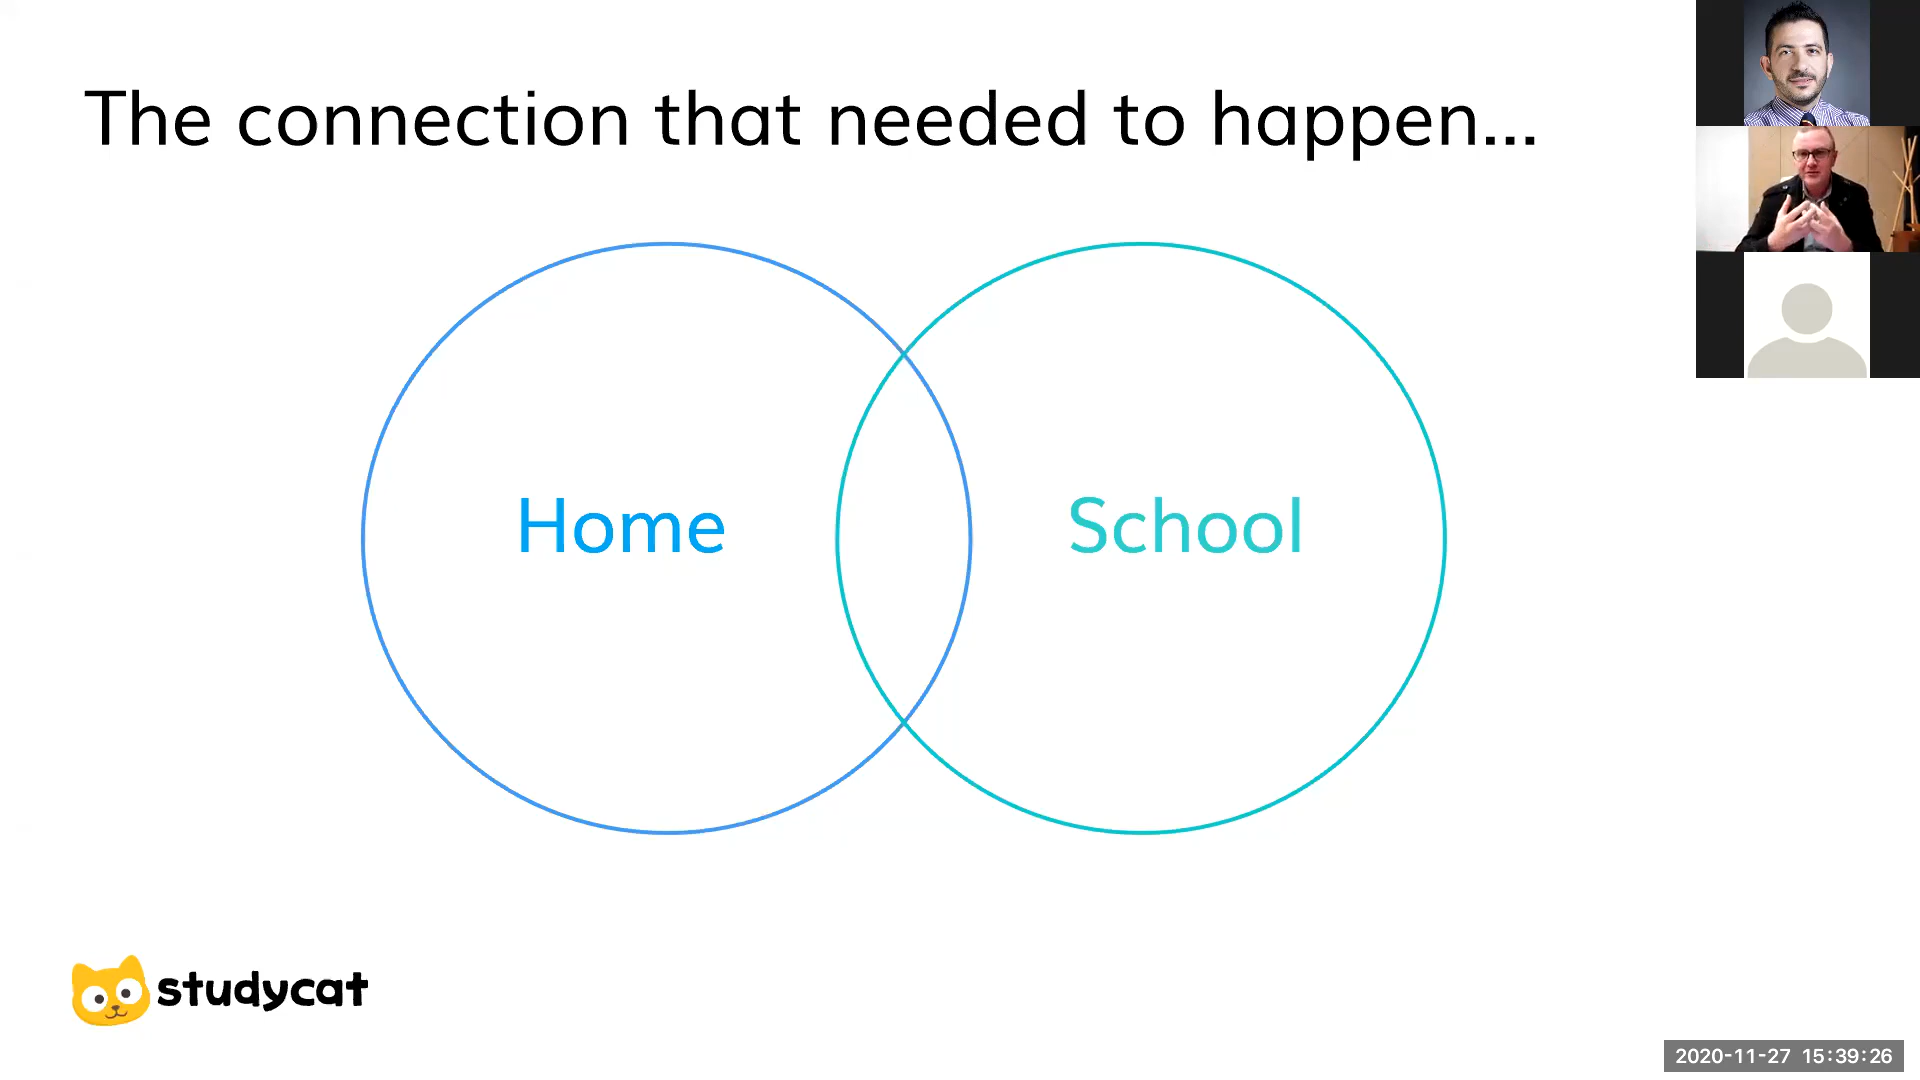 The connection that needed to happen...
Home
School
studycat
2020-11-27 15:39:26